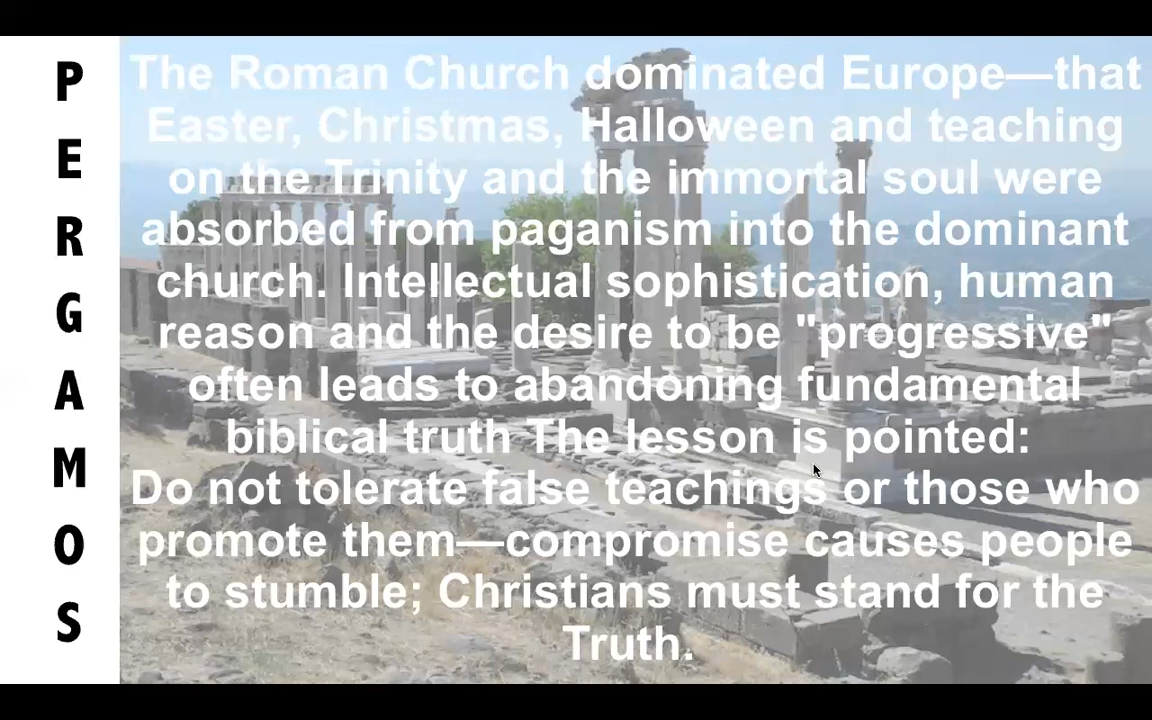 PERGAMOS
The Roman Church dominated Europe—that
Easter, Christmas, Halloween and teaching
on the Trinity and the immortal soul were
absorbed from paganism into the dominant
church. Intellectual sophistication, human
reason and the desire to be "progressive"
often leads to abandoning fundamental
biblical truth The lesson is pointed:
Do not tolerate false teachings or those who
promote them—compromise causes people
to stumble; Christians must stand for the
Truth.